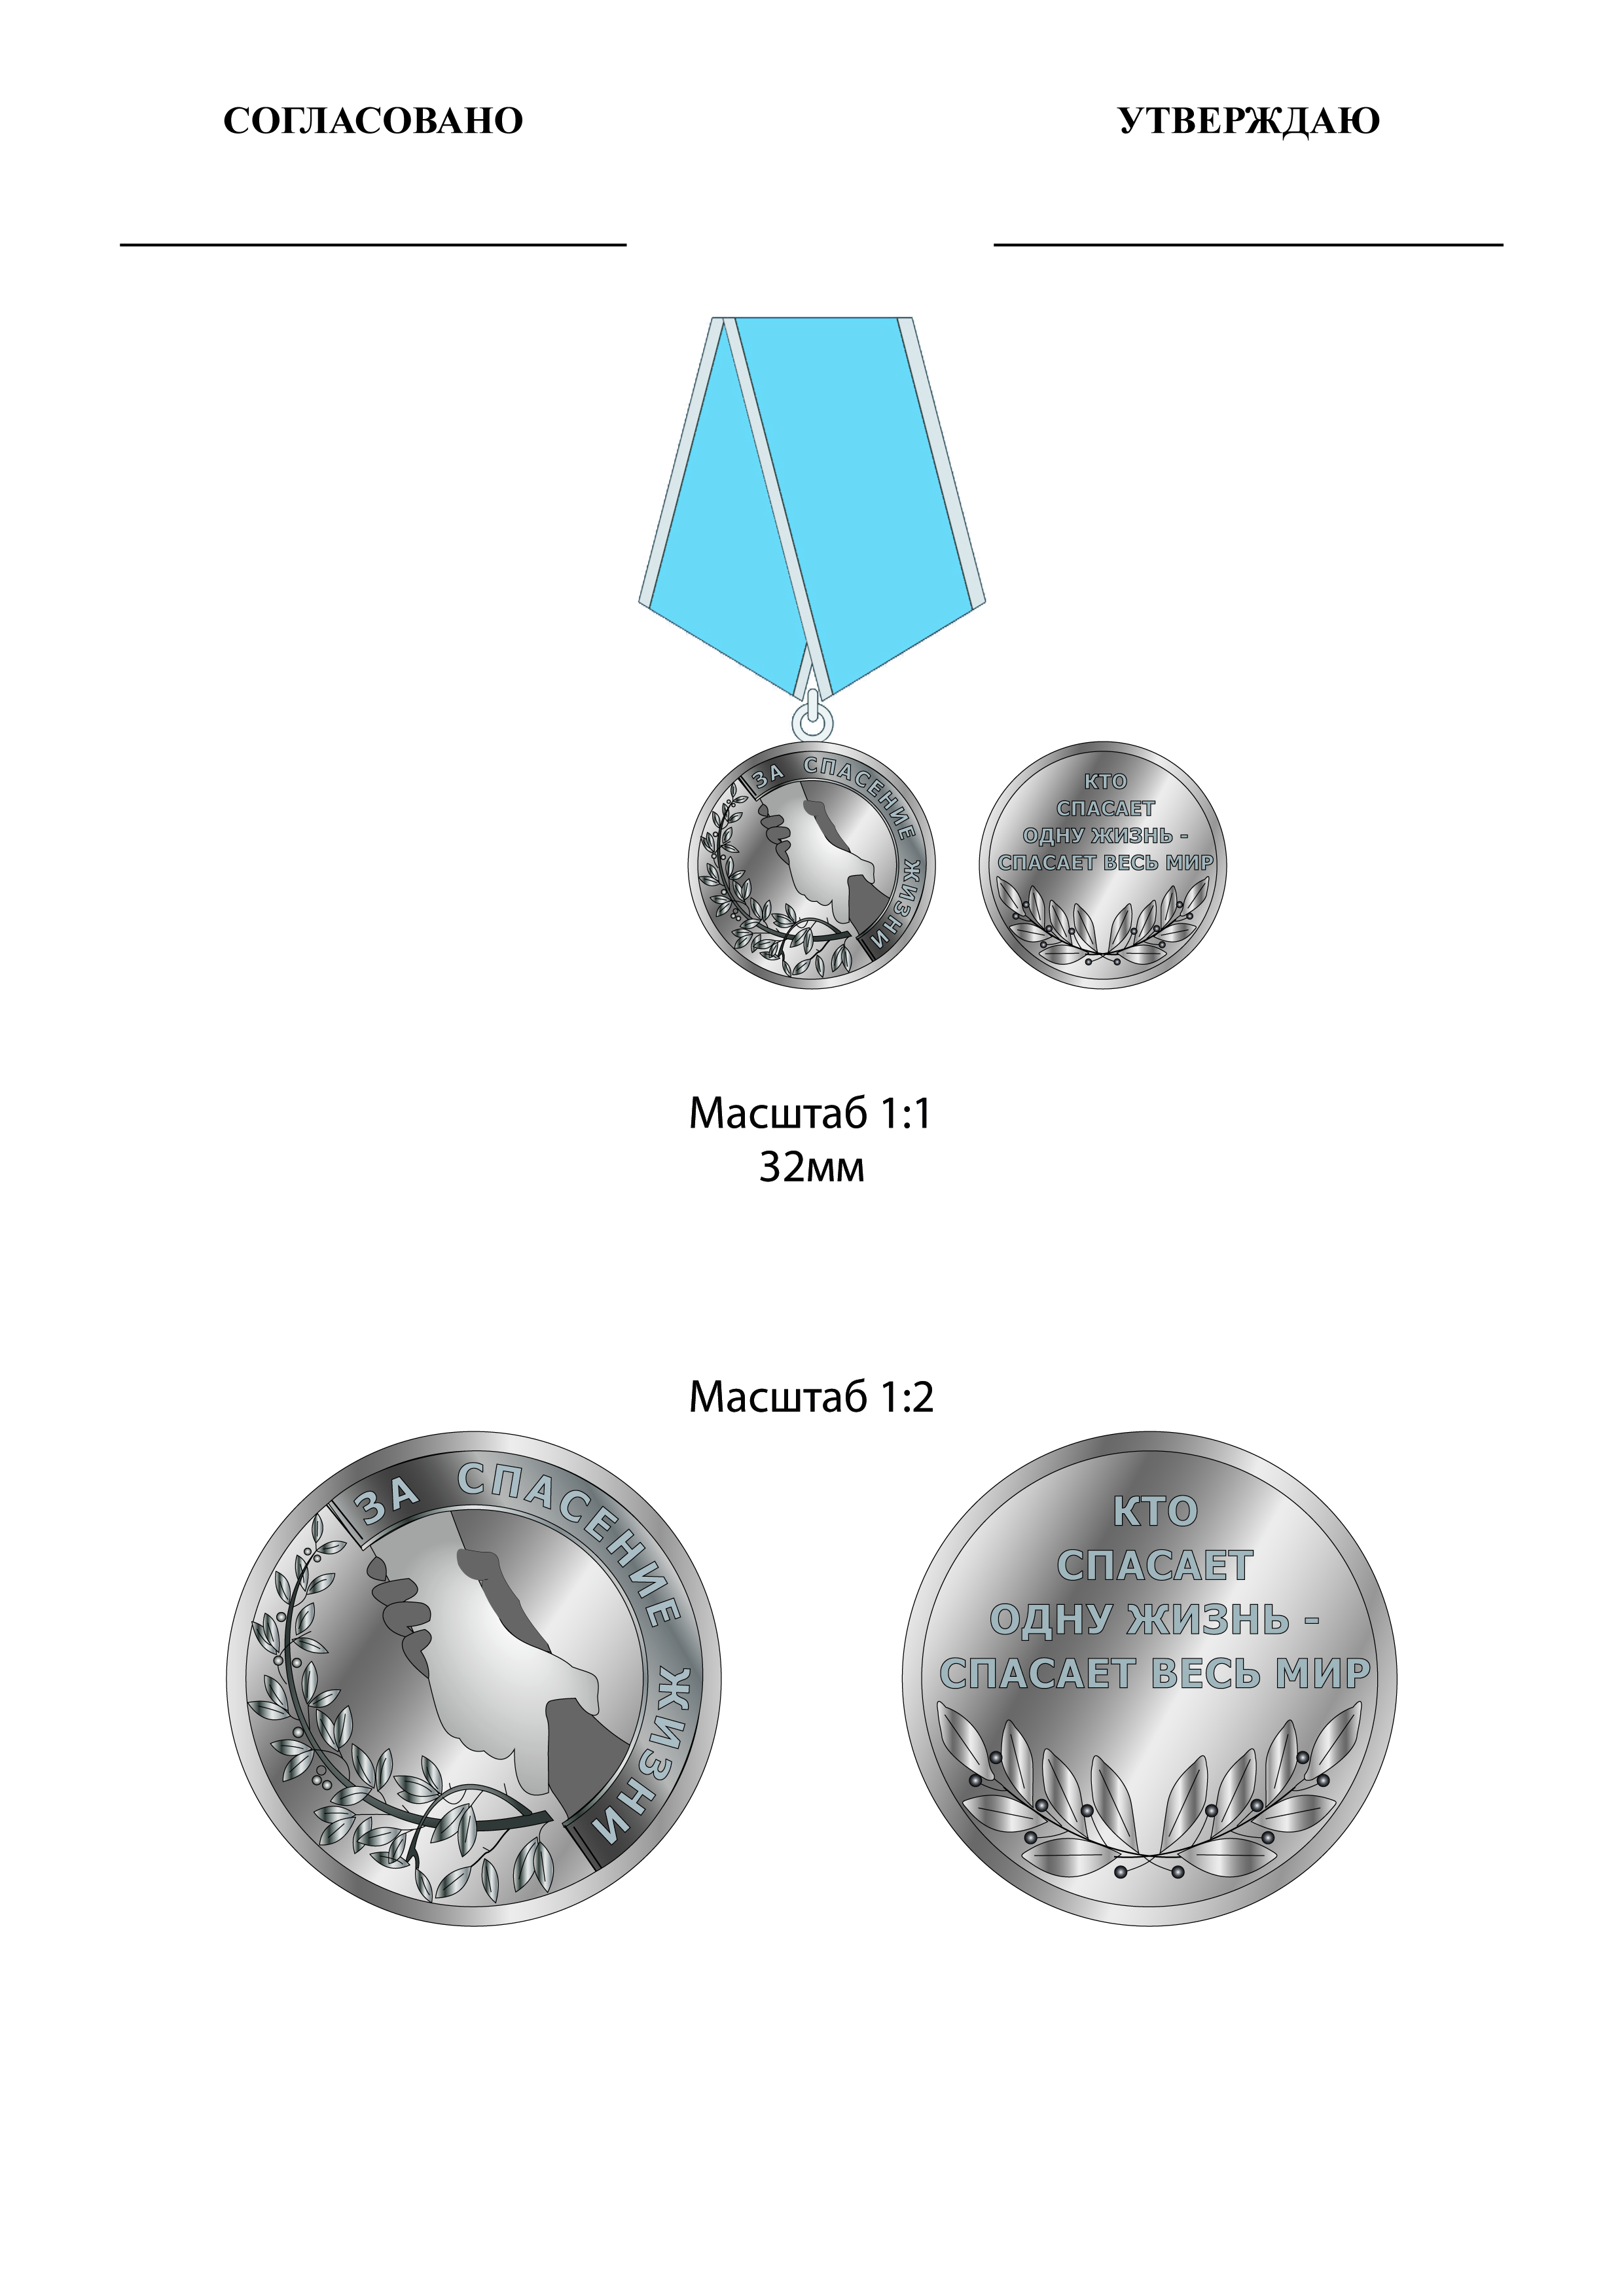 СОГЛАСОВАНО
УТВЕРЖДАЮ
ЗА СПАСЕНИЕ ЖИЗНИ
КТО
СПАСАЕТ
ОДНУ ЖИЗНЬ -
СПАСАЕТ ВЕСЬ МИР
Масштаб 1:1
32мм
Масштаб 1:2
ЗА СПАСЕНИЕ ЖИЗНИ
КТО
СПАСАЕТ
ОДНУ ЖИЗНЬ -
СПАСАЕТ ВЕСЬ МИР